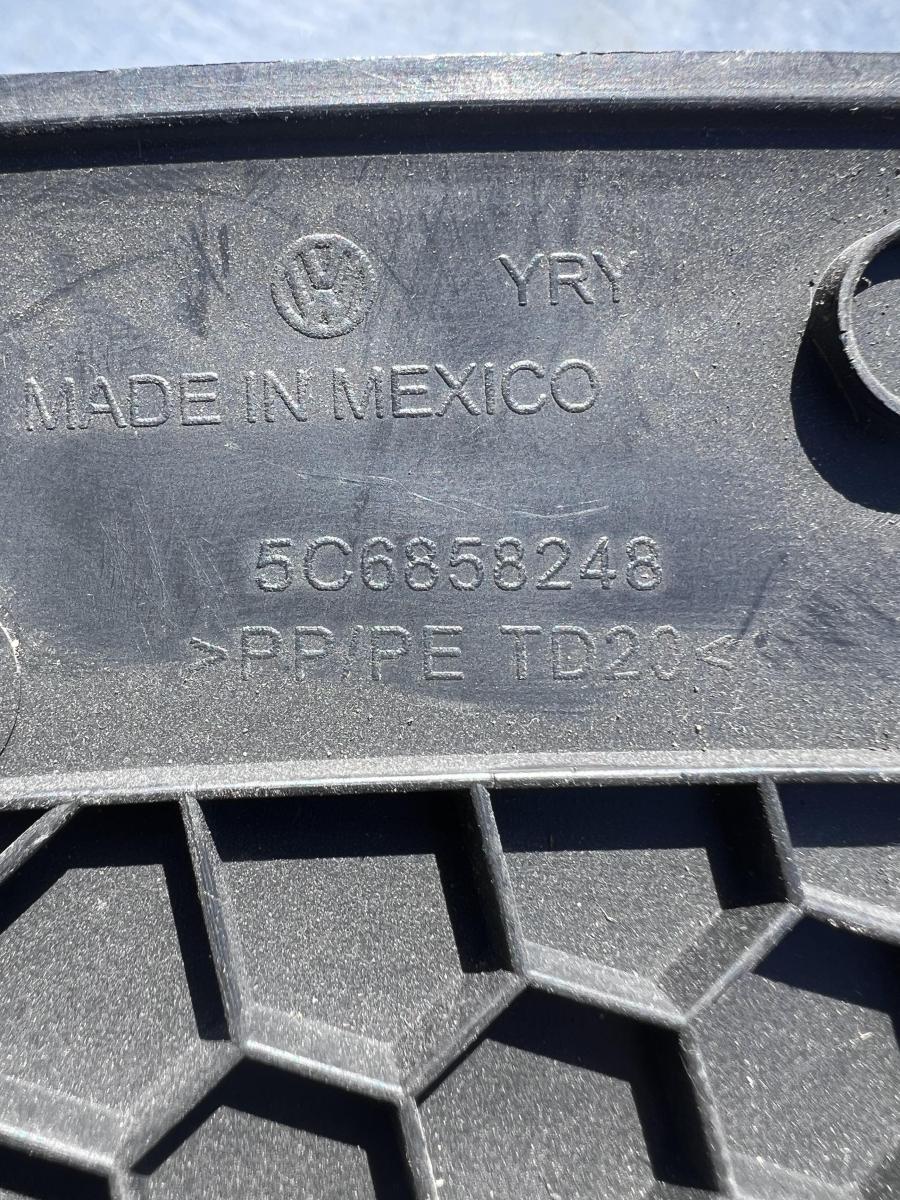 YRY
MADE IN MEXICO
5C6858248
>PP/PE TD20<